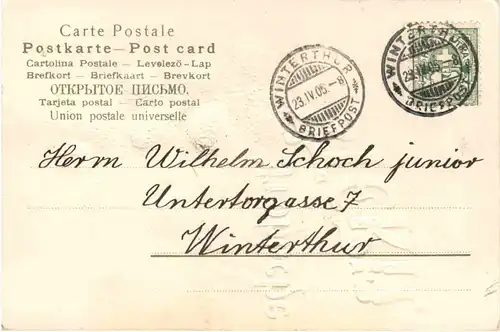 Carte Postale
Postkarte – Post card
Cartolina Postale – Levelező-Lap
Brefkort – Briefkaart – Brevkort
ОТКРЫТОЕ ПИСЬМО.
Tarjeta postal – Carto postal
Union postale universelle
WINTERTHUR
23.IV.05.–8
BRIEFPOST
WINTERTHUR
23.IV.05.–8
BRIEFPOST
Herrn Wilhelm Schoch junior
Untertorgasse 7
Winterthur